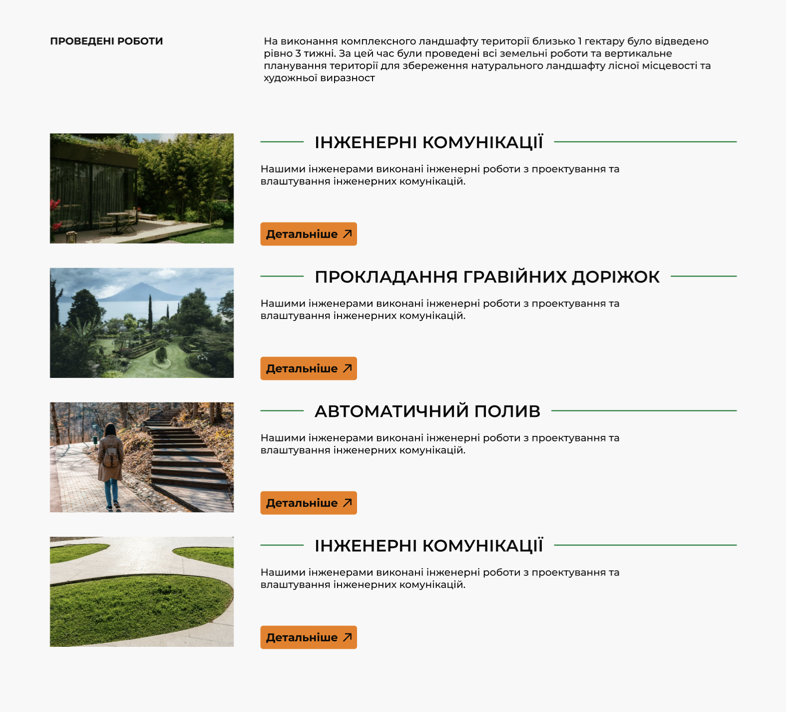 ПРОВЕДЕНІ РОБОТИ
На виконання комплексного ландшафту території близько 1 гектару було відведено
рівно 3 тижні. За цей час були проведені всі земельні роботи та вертикальне
планування території для збереження натурального ландшафту лісної місцевості та
художньої виразност
ІНЖЕНЕРНІ КОМУНІКАЦІЇ
Нашими інженерами виконані інженерні роботи з проектування та
влаштування інженерних комунікацій.
Детальніше
ПРОКЛАДАННЯ ГРАВІЙНИХ ДОРІЖОК
Нашими інженерами виконані інженерні роботи з проектування та
влаштування інженерних комунікацій.
Детальніше
АВТОМАТИЧНИЙ ПОЛИВ
Нашими інженерами виконані інженерні роботи з проектування та
влаштування інженерних комунікацій.
Детальніше
ІНЖЕНЕРНІ КОМУНІКАЦІЇ
Нашими інженерами виконані інженерні роботи з проектування та
влаштування інженерних комунікацій.
Детальніше